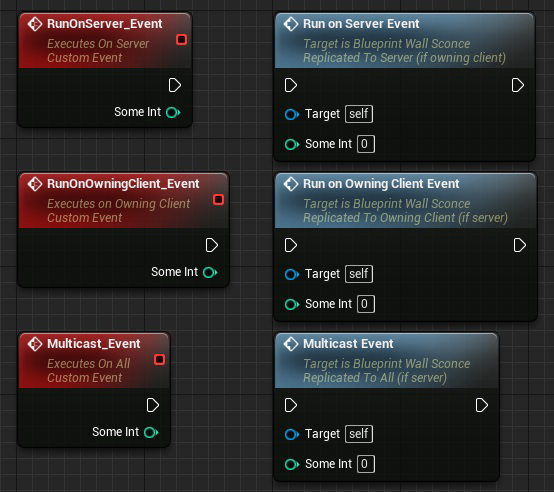 RunOnServer_Event
Executes On Server
Custom Event
Some Int
Run on Server Event
Target is Blueprint Wall Sconce
Replicated To Server (if owning client)
Target self
Some Int 0
RunOnOwningClient_Event
Executes on Owning Client
Custom Event
Some Int
Run on Owning Client Event
Target is Blueprint Wall Sconce
Replicated To Owning Client (if server)
Target self
Some Int 0
Multicast_Event
Executes On All
Custom Event
Some Int
Multicast Event
Target is Blueprint Wall Sconce
Replicated To All (if server)
Target self
Some Int 0